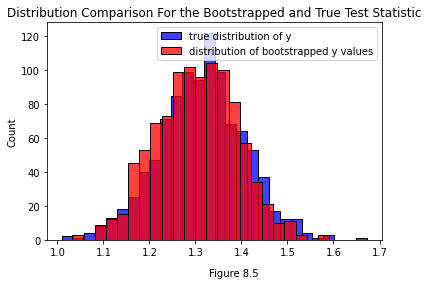 Distribution Comparison For the Bootstrapped and True Test Statistic
true distribution of y
distribution of bootstrapped y values
Count
120
100
80
60
40
20
0
1.0 1.1 1.2 1.3 1.4 1.5 1.6 1.7
Figure 8.5